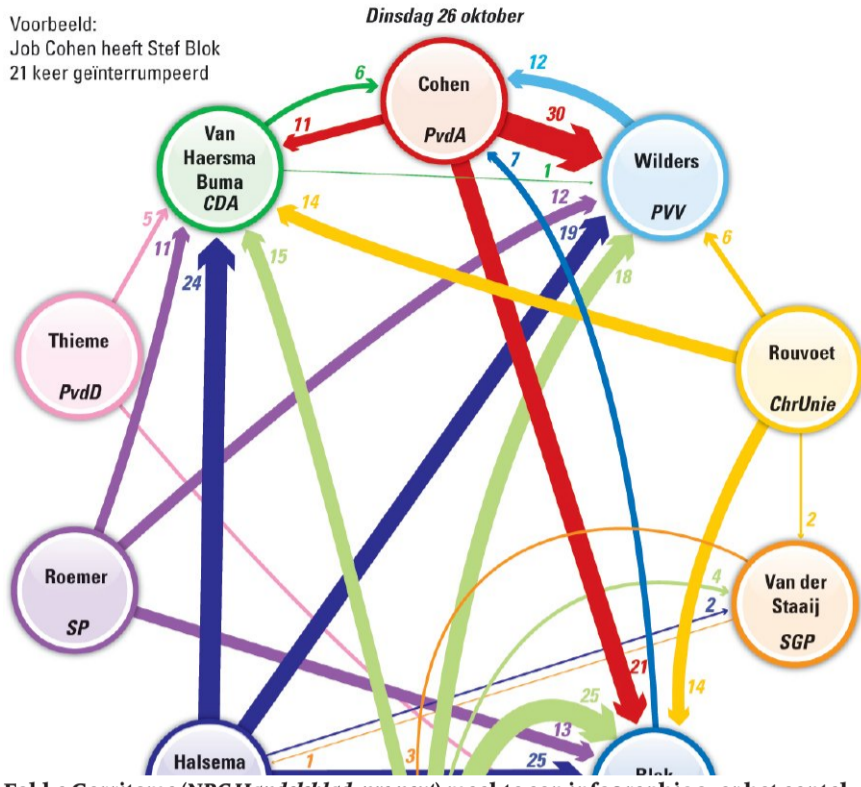 Dinsdag 26 oktober
Voorbeeld:
Job Cohen heeft Stef Blok
21 keer geïnterrumpeerd
6
Cohen
PvdA
12
11
30
Van
Haersma
Buma
CDA
7
1
Wilders
PVV
5
11
14
12
19
24
15
18
6
Thieme
PvdD
Rouvoet
ChrUnie
2
Roemer
SP
4
2
Van der
Staaij
SGP
21
14
25
13
Halsema
1
3
25
Blok